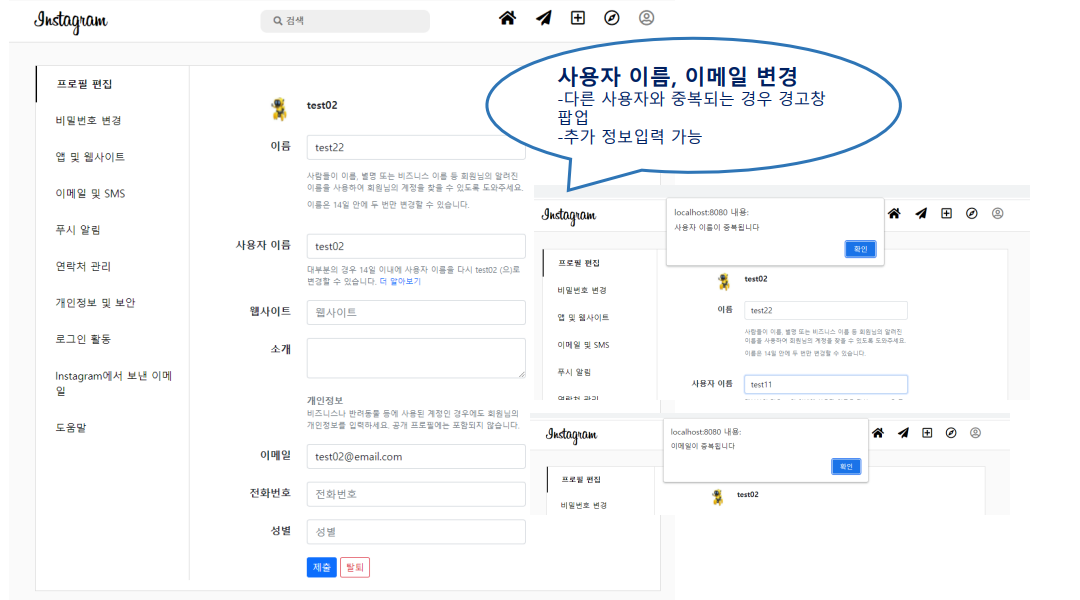 Instagram
검색
사용자 이름, 이메일 변경
-다른 사용자와 중복되는 경우 경고창
팝업
-추가 정보입력 가능
프로필 편집
비밀번호 변경
앱 및 웹사이트
이메일 및 SMS
푸시 알림
연락처 관리
개인정보 및 보안
로그인 활동
Instagram에서 보낸 이메
일
도움말
test02
이름
test22
사람들이 이름, 별명 또는 비즈니스 이름 등 회원님의 알려진
이름을 사용하여 회원님의 계정을 찾을 수 있도록 도와주세요.
이름은 14일 안에 두 번만 변경할 수 있습니다.
사용자 이름
test02
대부분의 경우 14일 이내에 사용자 이름을 다시 test02 (으)로
변경할 수 있습니다. 더 알아보기
웹사이트
웹사이트
소개
개인정보
비즈니스나 반려동물 등에 사용된 계정인 경우에도 회원님의
개인정보를 입력하세요. 공개 프로필에는 포함되지 않습니다.
이메일
test02@email.com
전화번호
전화번호
성별
성별
제출 탈퇴
Instagram
localhost:8080 내용:
사용자 이름이 중복됩니다
확인
프로필 편집
비밀번호 변경
앱 및 웹사이트
이메일 및 SMS
푸시 알림
test02
이름
test22
사람들이 이름, 별명 또는 비즈니스 이름 등 회원님의 알려진
이름을 사용하여 회원님의 계정을 찾을 수 있도록 도와주세요.
이름은 14일 안에 두 번만 변경할 수 있습니다.
사용자 이름
test11
Instagram
localhost:8080 내용:
이메일이 중복됩니다
확인
프로필 편집
비밀번호 변경
test02